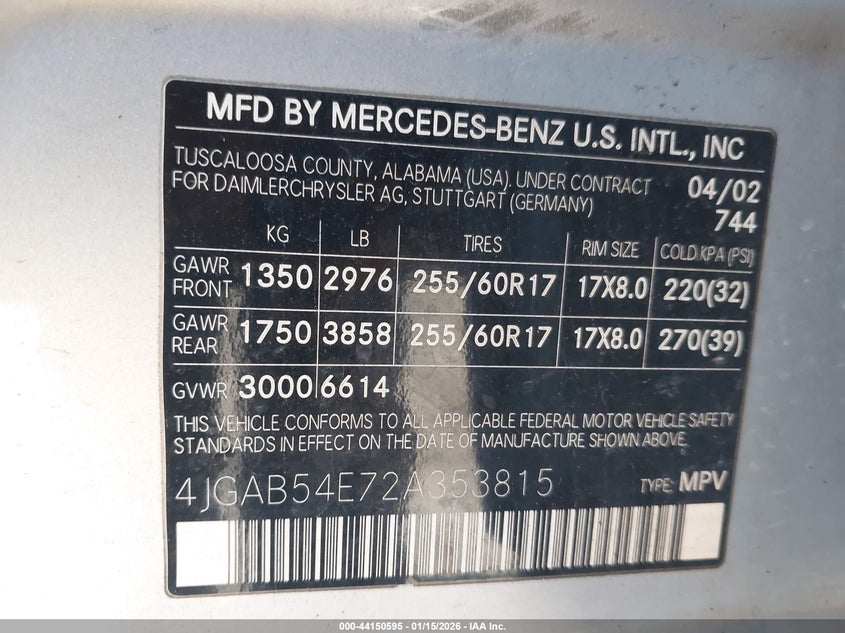 MFD BY MERCEDES-BENZ U.S. INTL., INC
TUSCALOOSA COUNTY, ALABAMA (USA). UNDER CONTRACT 04/02
FOR DAIMLERCHRYSLER AG, STUTTGART (GERMANY) 744
KG LB TIRES RIM SIZE COLD KPA (PSI)
GAWR FRONT 1350 2976 255/60R17 17X8.0 220(32)
GAWR REAR 1750 3858 255/60R17 17X8.0 270(39)
GVWR 3000 6614
THIS VEHICLE CONFORMS TO ALL APPLICABLE FEDERAL MOTOR VEHICLE SAFETY
STANDARDS IN EFFECT ON THE DATE OF MANUFACTURE SHOWN ABOVE.
4JGAB54E72A353815 TYPE: MPV
000-44150595 - 01/15/2026 - IAA Inc.